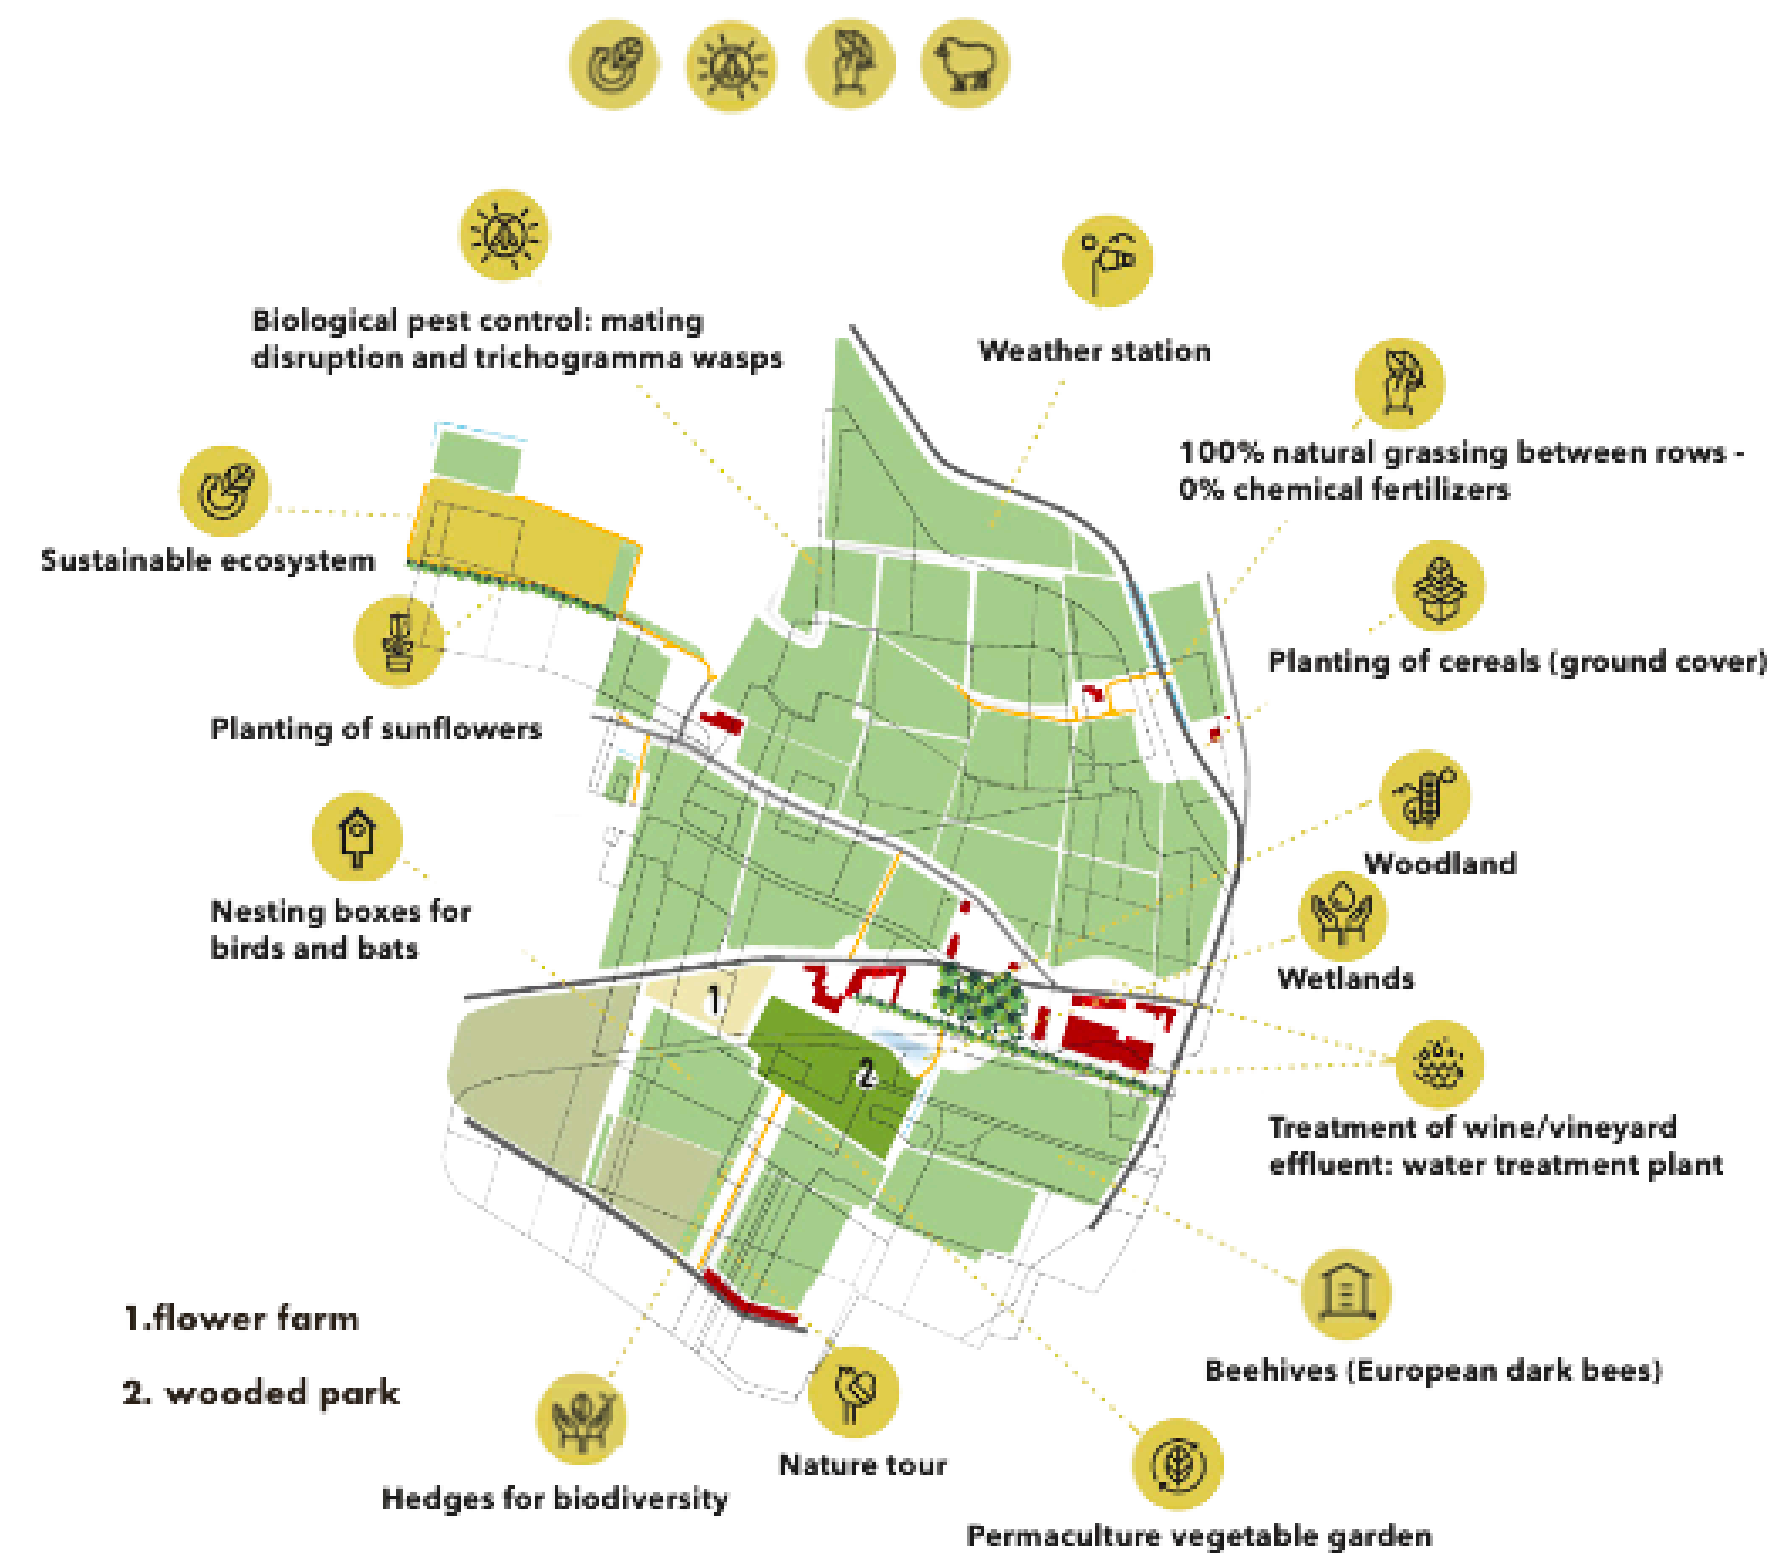 Biological pest control: mating
disruption and trichogramma wasps
Weather station
100% natural grassing between rows -
0% chemical fertilizers
Sustainable ecosystem
Planting of cereals (ground cover)
Planting of sunflowers
Woodland
Nesting boxes for
birds and bats
Wetlands
1
2
Treatment of wine/vineyard
effluent: water treatment plant
1.flower farm
2. wooded park
Beehives (European dark bees)
Nature tour
Hedges for biodiversity
Permaculture vegetable garden